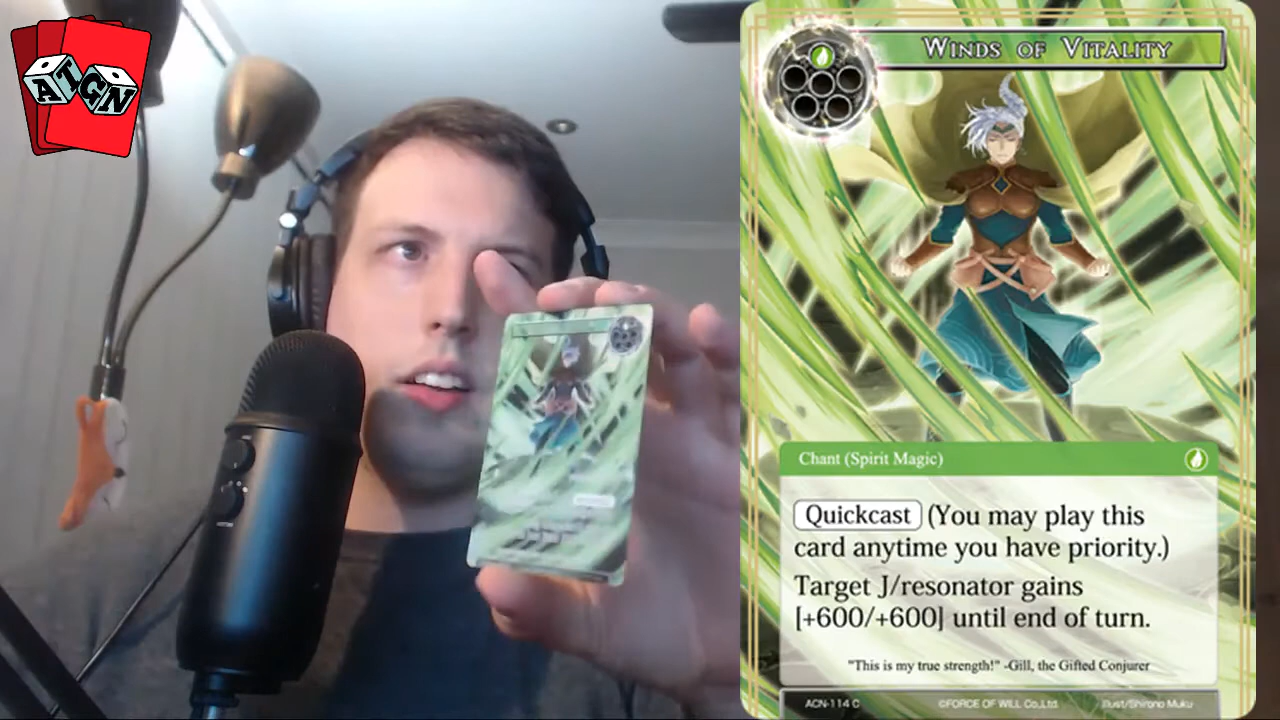 AICN
WINDS OF VITALITY
Chant (Spirit Magic)
Quickcast (You may play this
card anytime you have priority.)
Target J/resonator gains
[+600/+600] until end of turn.
"This is my true strength!" -Gill, the Gifted Conjurer
ACN-114 C ©FORCE OF WILL Co.,Ltd. Illust/Shirono Muku